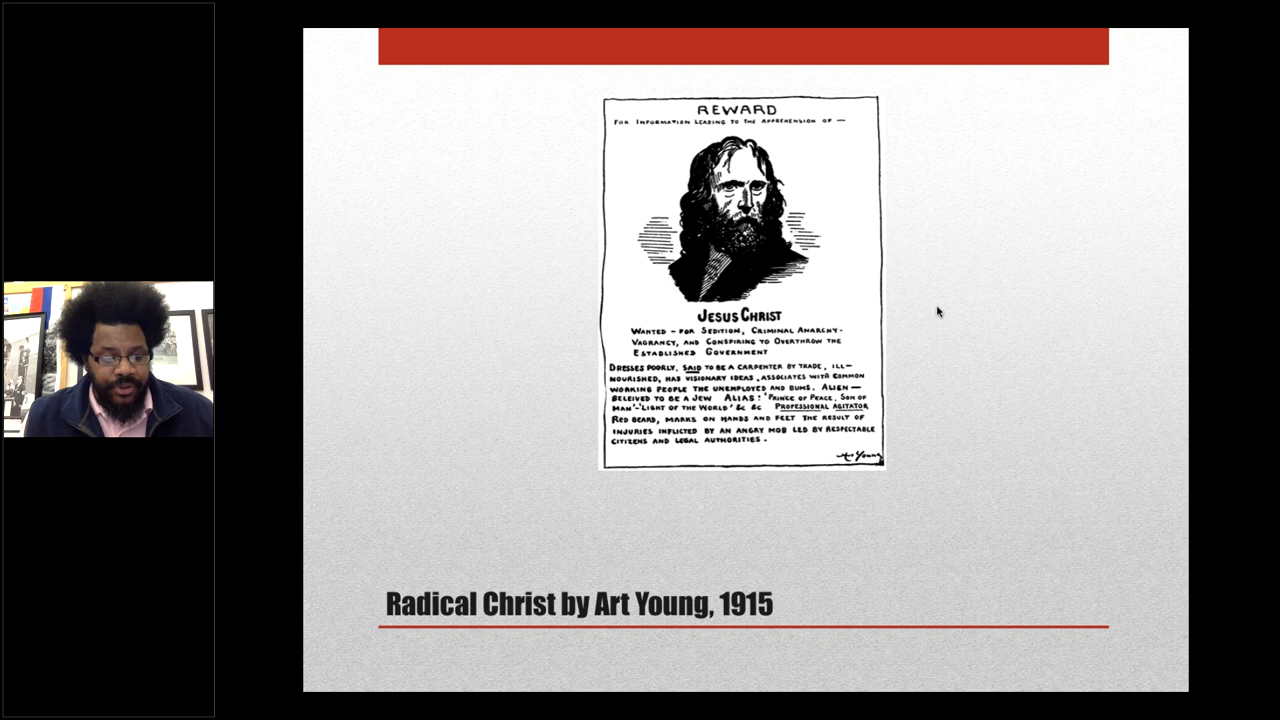 REWARD
FOR INFORMATION LEADING TO THE APPREHENSION OF —
JESUS CHRIST
WANTED – FOR SEDITION, CRIMINAL ANARCHY-
VAGRANCY, AND CONSPIRING TO OVERTHROW THE
ESTABLISHED GOVERNMENT
DRESSES POORLY. SAID TO BE A CARPENTER BY TRADE, ILL-
NOURISHED, HAS VISIONARY IDEAS, ASSOCIATES WITH COMMON
WORKING PEOPLE THE UNEMPLOYED AND BUMS. ALIEN —
BELEIVED TO BE A JEW ALIAS: 'PRINCE OF PEACE, SON OF
MAN'-'LIGHT OF THE WORLD' &c &c PROFESSIONAL AGITATOR
RED BEARD, MARKS ON HANDS AND FEET THE RESULT OF
INJURIES INFLICTED BY AN ANGRY MOB LED BY RESPECTABLE
CITIZENS AND LEGAL AUTHORITIES.
Art Young
Radical Christ by Art Young, 1915